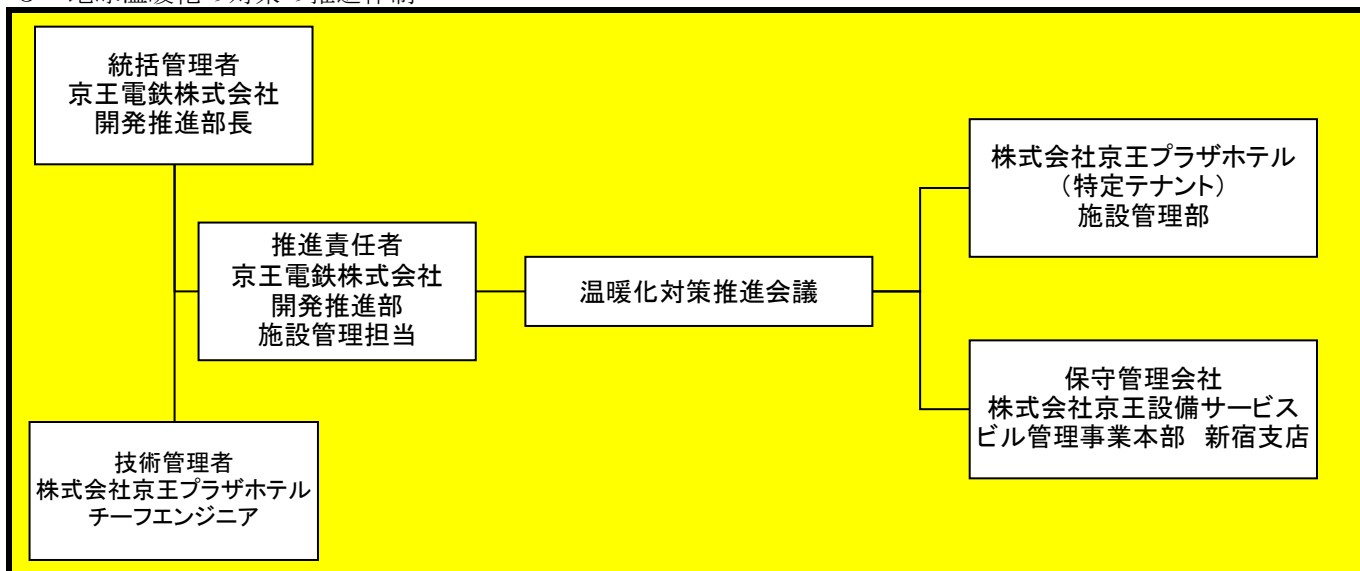 統括管理者
京王電鉄株式会社
開発推進部長
推進責任者
京王電鉄株式会社
開発推進部
施設管理担当
技術管理者
株式会社京王プラザホテル
チーフエンジニア
温暖化対策推進会議
株式会社京王プラザホテル
（特定テナント）
施設管理部
保守管理会社
株式会社京王設備サービス
ビル管理事業本部　新宿支店